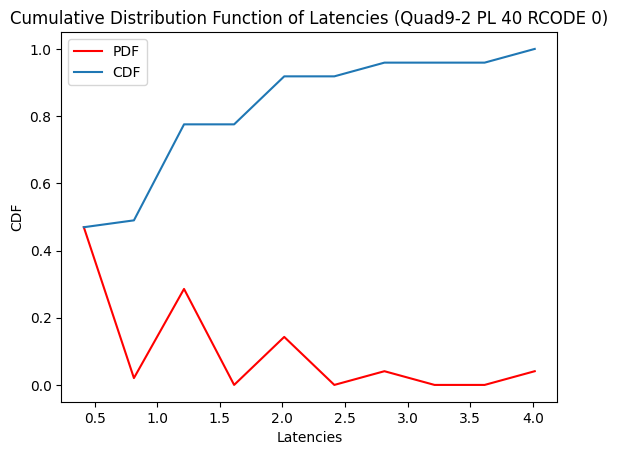 Cumulative Distribution Function of Latencies (Quad9-2 PL 40 RCODE 0)
PDF
CDF
CDF
1.0
0.8
0.6
0.4
0.2
0.0
0.5 1.0 1.5 2.0 2.5 3.0 3.5 4.0
Latencies